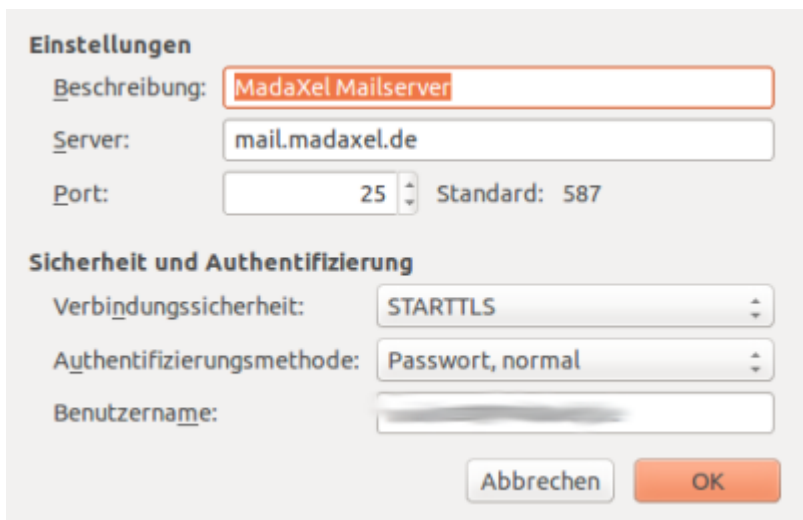 Einstellungen
Beschreibung: MadaXel Mailserver
Server: mail.madaxel.de
Port: 25 Standard: 587
Sicherheit und Authentifizierung
Verbindungssicherheit: STARTTLS
Authentifizierungsmethode: Passwort, normal
Benutzername:
Abbrechen OK